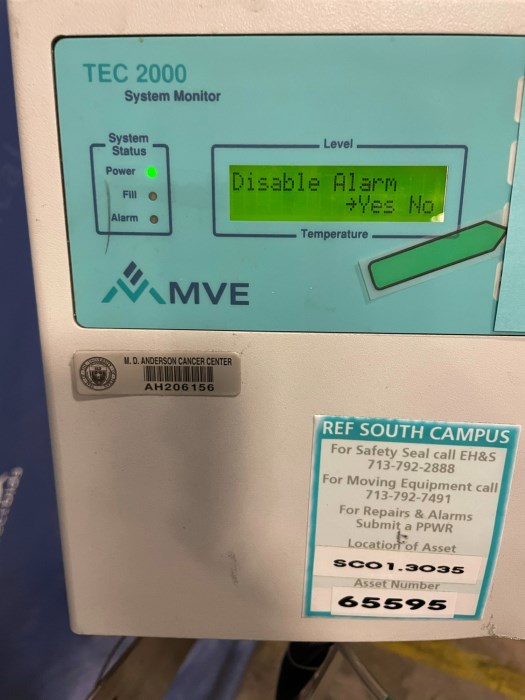 TEC 2000
System Monitor
System
Status
Power
Fill
Alarm
Level
Disable Alarm
→Yes No
Temperature
MVE
M. D. ANDERSON CANCER CENTER
AH206156
REF SOUTH CAMPUS
For Safety Seal call EH&S
713-792-2888
For Moving Equipment call
713-792-7491
For Repairs & Alarms
Submit a PPWR
Location of Asset
SC01.3035
Asset Number
65595